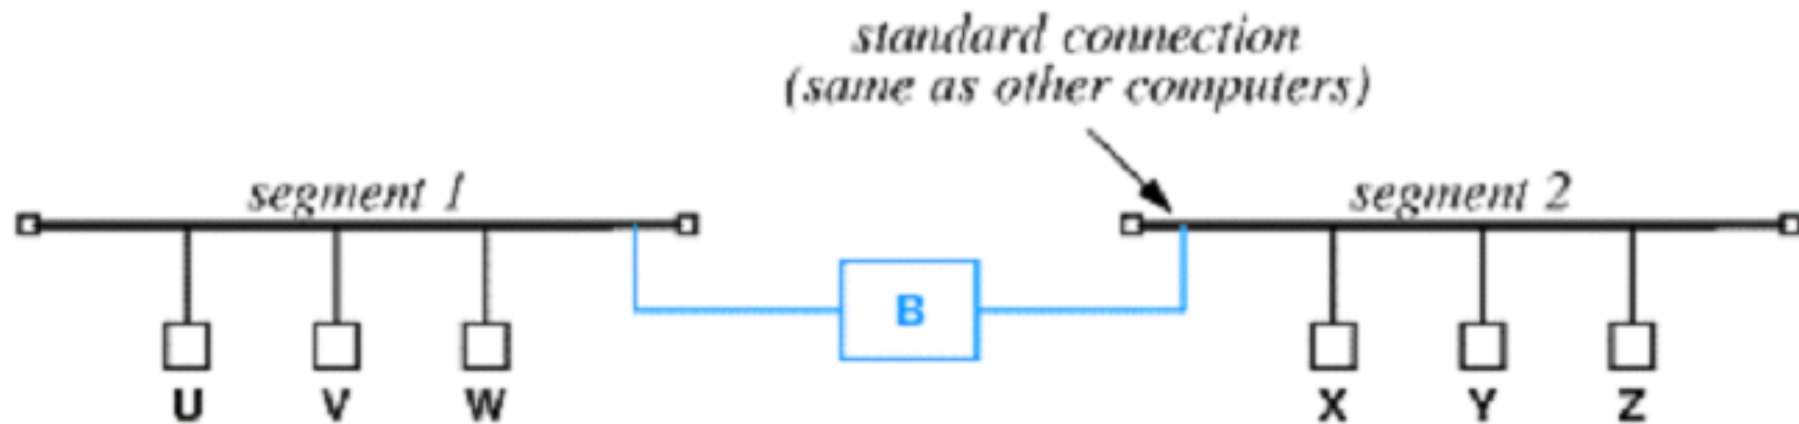 standard connection
(same as other computers)
segment 1
segment 2
B
U V W X Y Z